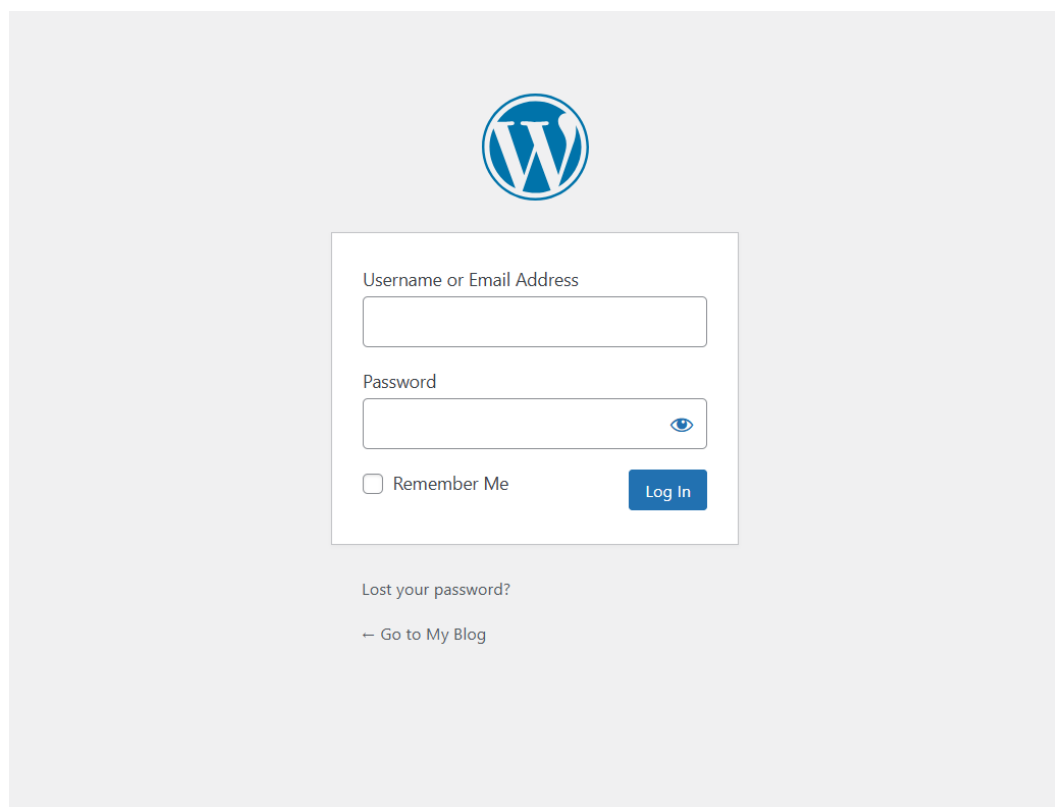 Username or Email Address
Password
Remember Me
Log In
Lost your password?
← Go to My Blog